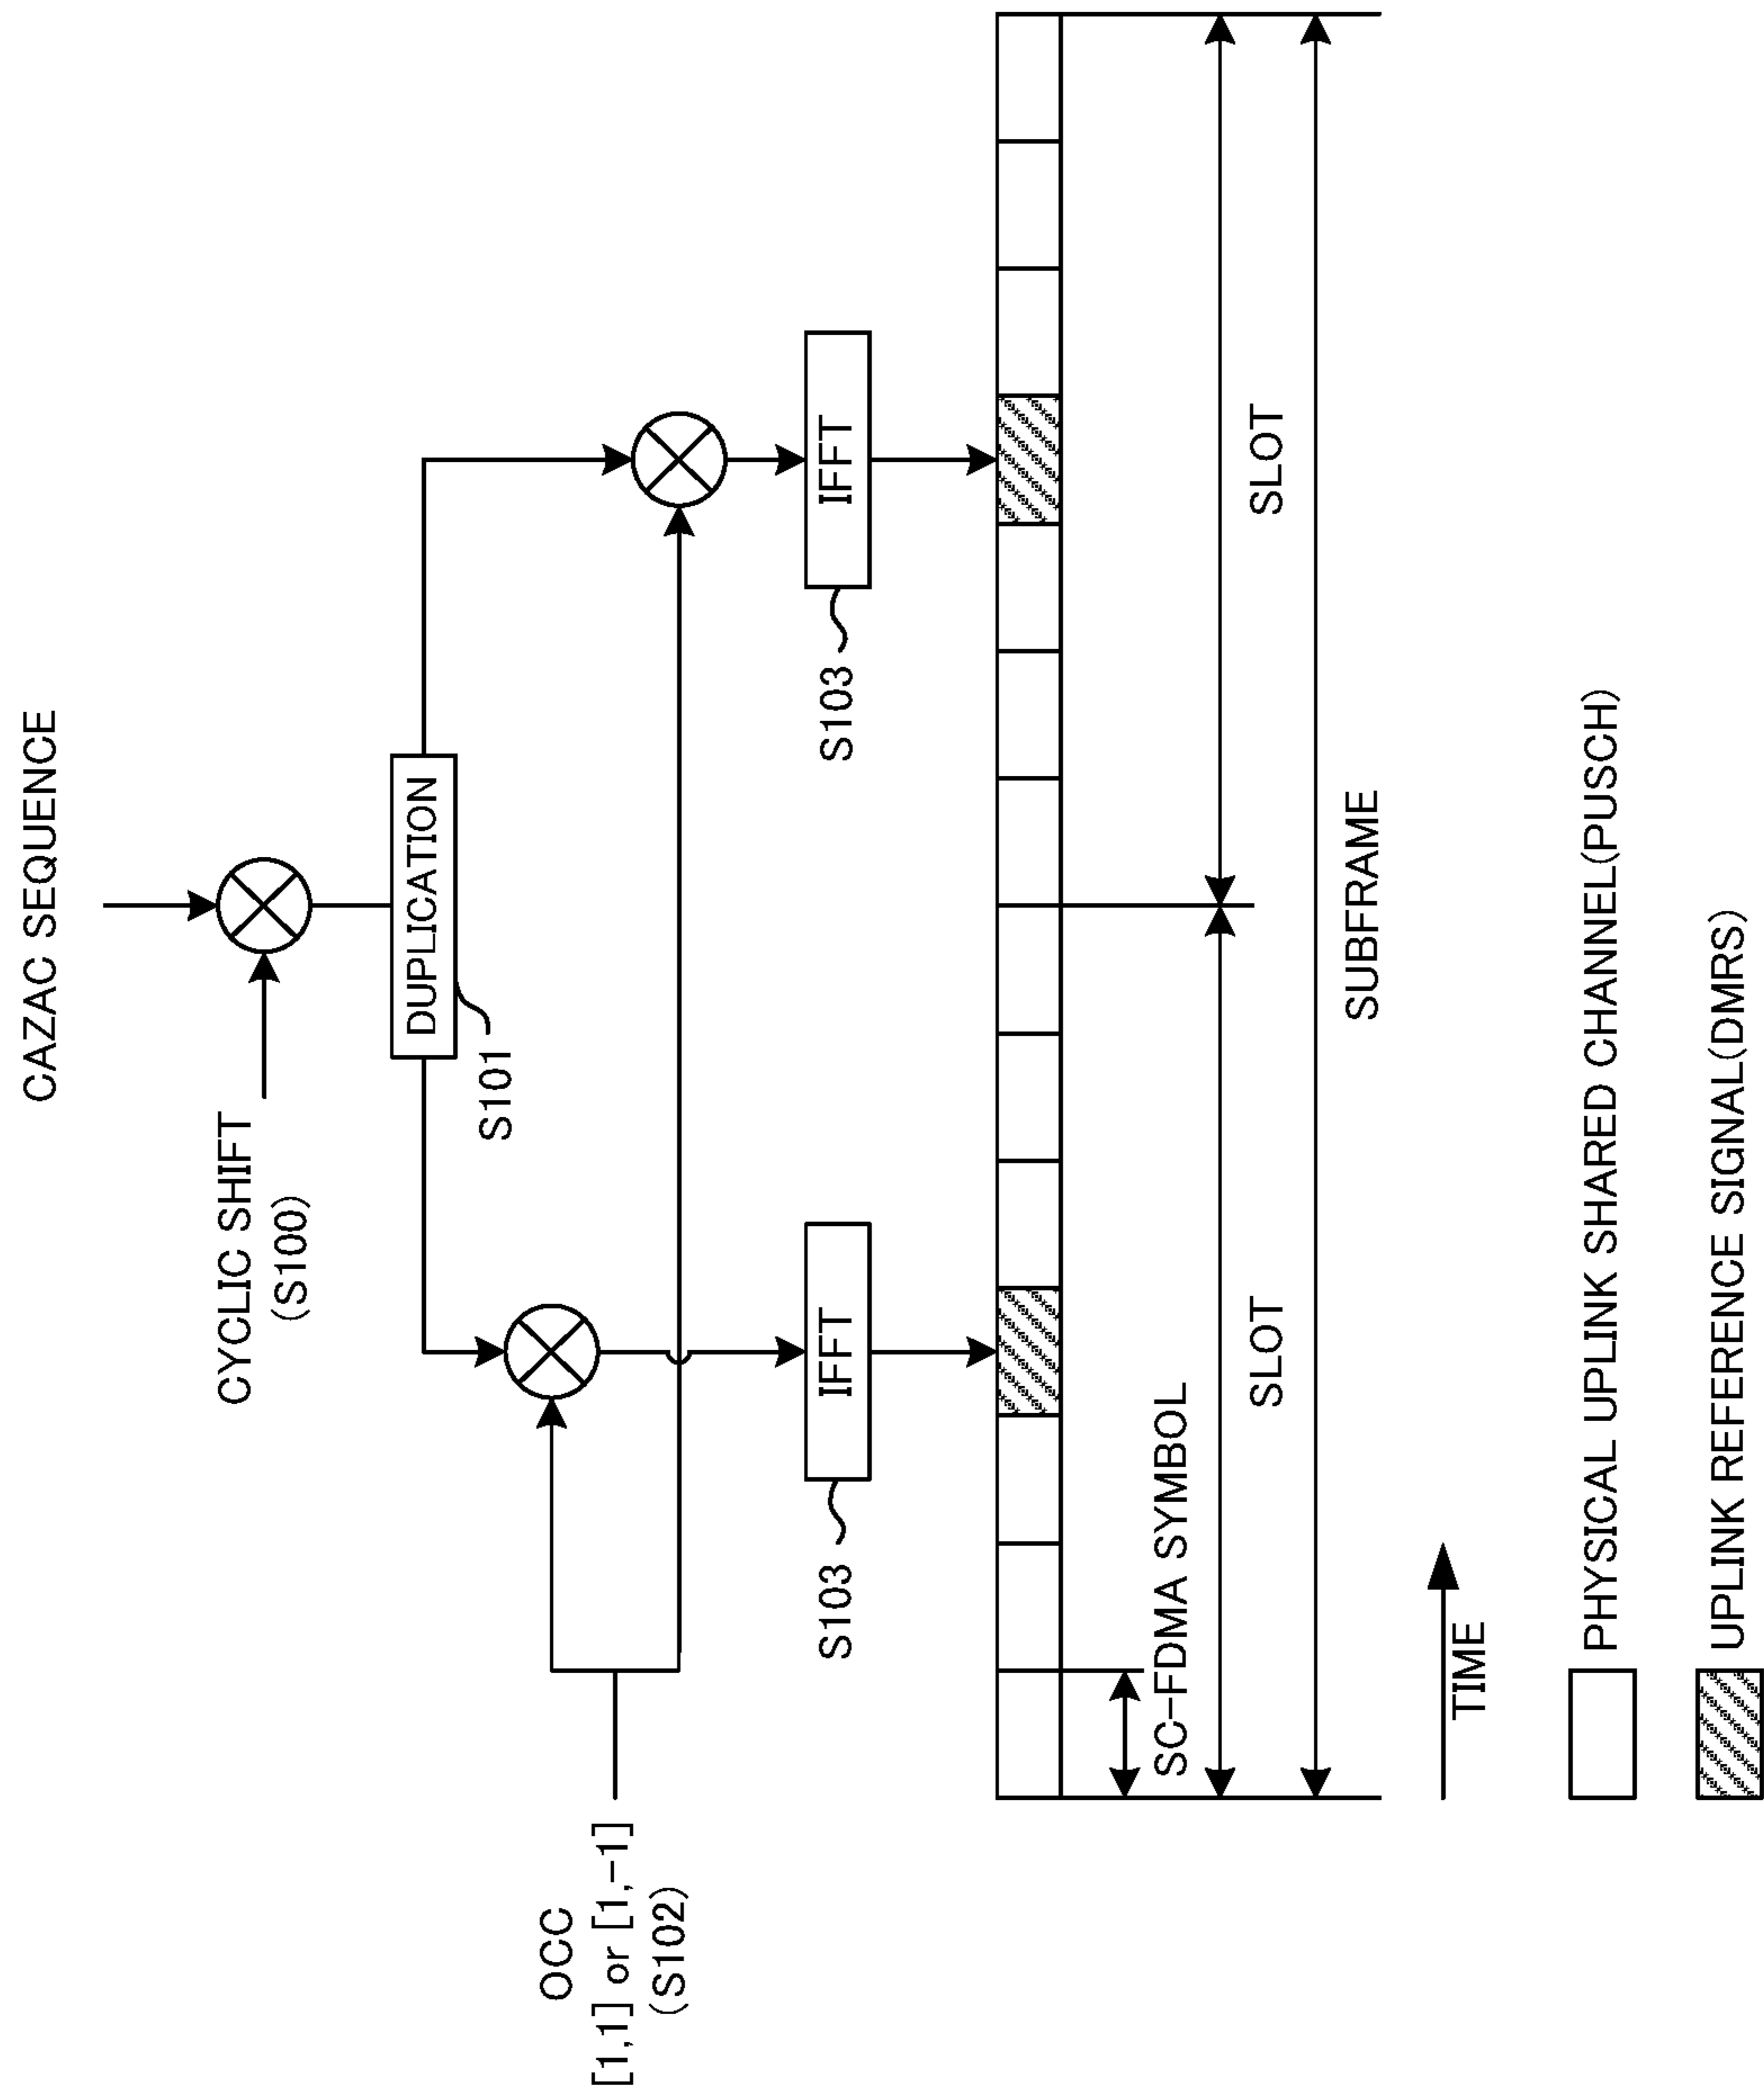 CAZAC SEQUENCE
CYCLIC SHIFT
(S100)
DUPLICATION
S101
OCC
[1,1] or [1,-1]
(S102)
IFFT
S103
IFFT
S103
SC-FDMA SYMBOL
SLOT
SLOT
SUBFRAME
TIME
PHYSICAL UPLINK SHARED CHANNEL(PUSCH)
UPLINK REFERENCE SIGNAL(DMRS)